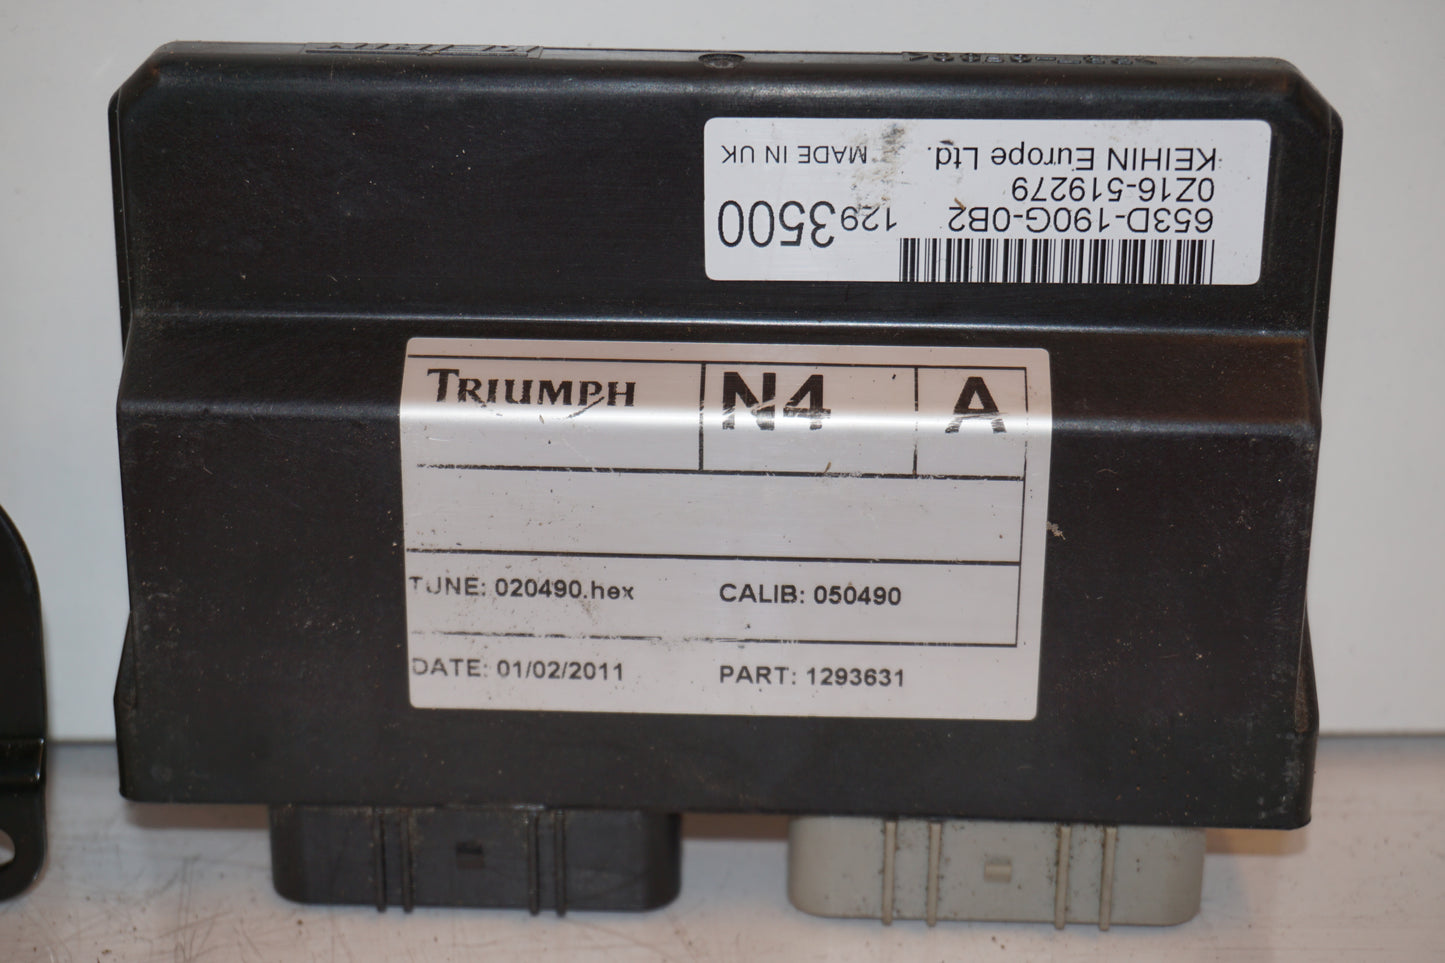 KEIHIN Europe Ltd. MADE IN UK
0Z16-519279
653D-190G-0B2 1293500
TRIUMPH N4 A
TUNE: 020490.hex CALIB: 050490
DATE: 01/02/2011 PART: 1293631